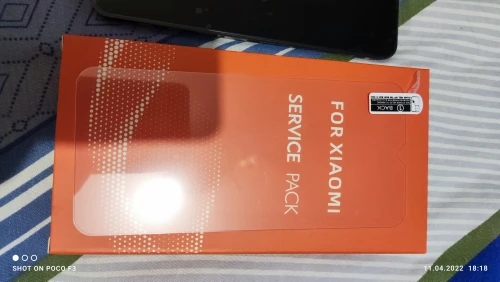 FOR XIAOMI
SERVICE PACK
BACK
SHOT ON POCO F3
11.04.2022 18:18